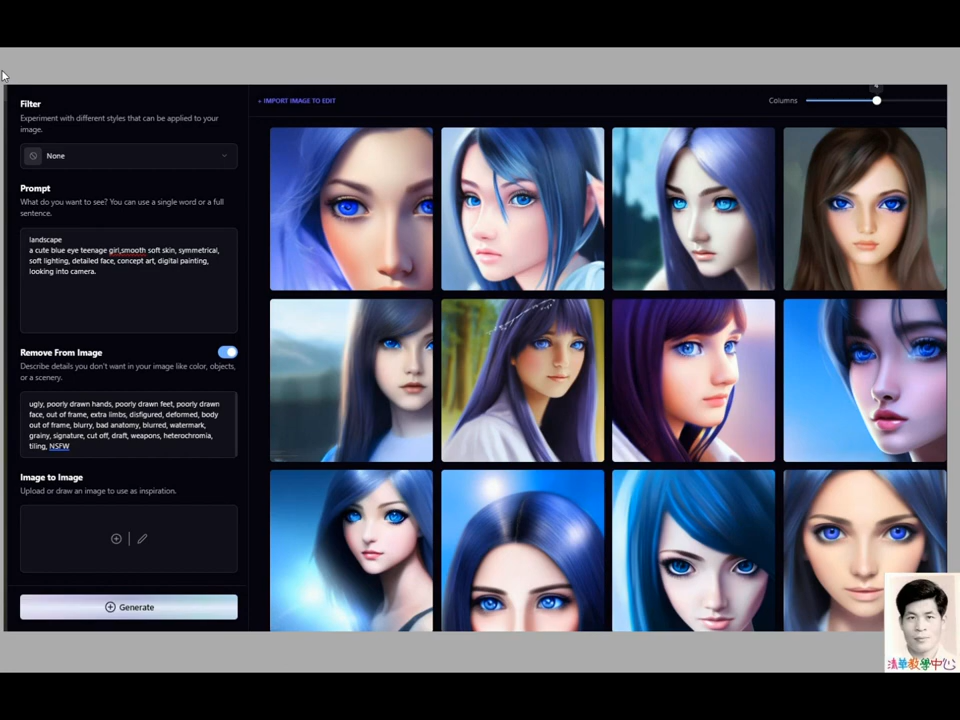 Filter
Experiment with different styles that can be applied to your
image.
None
Prompt
What do you want to see? You can use a single word or a full
sentence.
landscape
a cute blue eye teenage girl,smooth soft skin, symmetrical,
soft lighting, detailed face, concept art, digital painting,
looking into camera.
Remove From Image
Describe details you don't want in your image like color, objects,
or a scenery.
ugly, poorly drawn hands, poorly drawn feet, poorly drawn
face, out of frame, extra limbs, disfigured, deformed, body
out of frame, blurry, bad anatomy, blurred, watermark,
grainy, signature, cut off, draft, weapons, heterochromia,
tiling, NSFW
Image to Image
Upload or draw an image to use as inspiration.
Generate
+ IMPORT IMAGE TO EDIT
Columns
4
教學中心